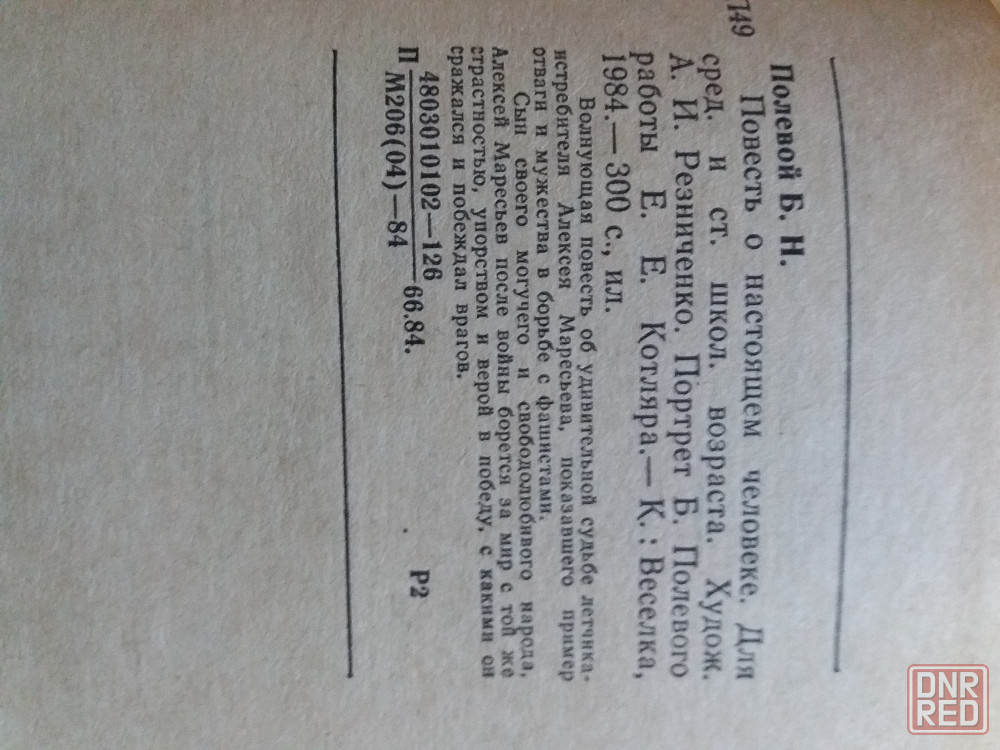 Полевой Б. Н.
П49
Повесть о настоящем человеке. Для
сред. и ст. школ. возраста. Худож.
А. И. Резниченко. Портрет Б. Полевого
работы Е. Е. Котляра.— К.: Веселка,
1984.— 300 с., ил.
Волнующая повесть об удивительной судьбе летчика-
истребителя Алексея Маресьева, показавшего пример
отваги и мужества в борьбе с фашистами.
Сын своего могучего и свободолюбивого народа,
Алексей Маресьев после войны борется за мир с той же
страстностью, упорством и верой в победу, с какими он
сражался и побеждал врагов.
П 4803010102—126
М206(04)—84 66.84.
Р2
DNR
RED